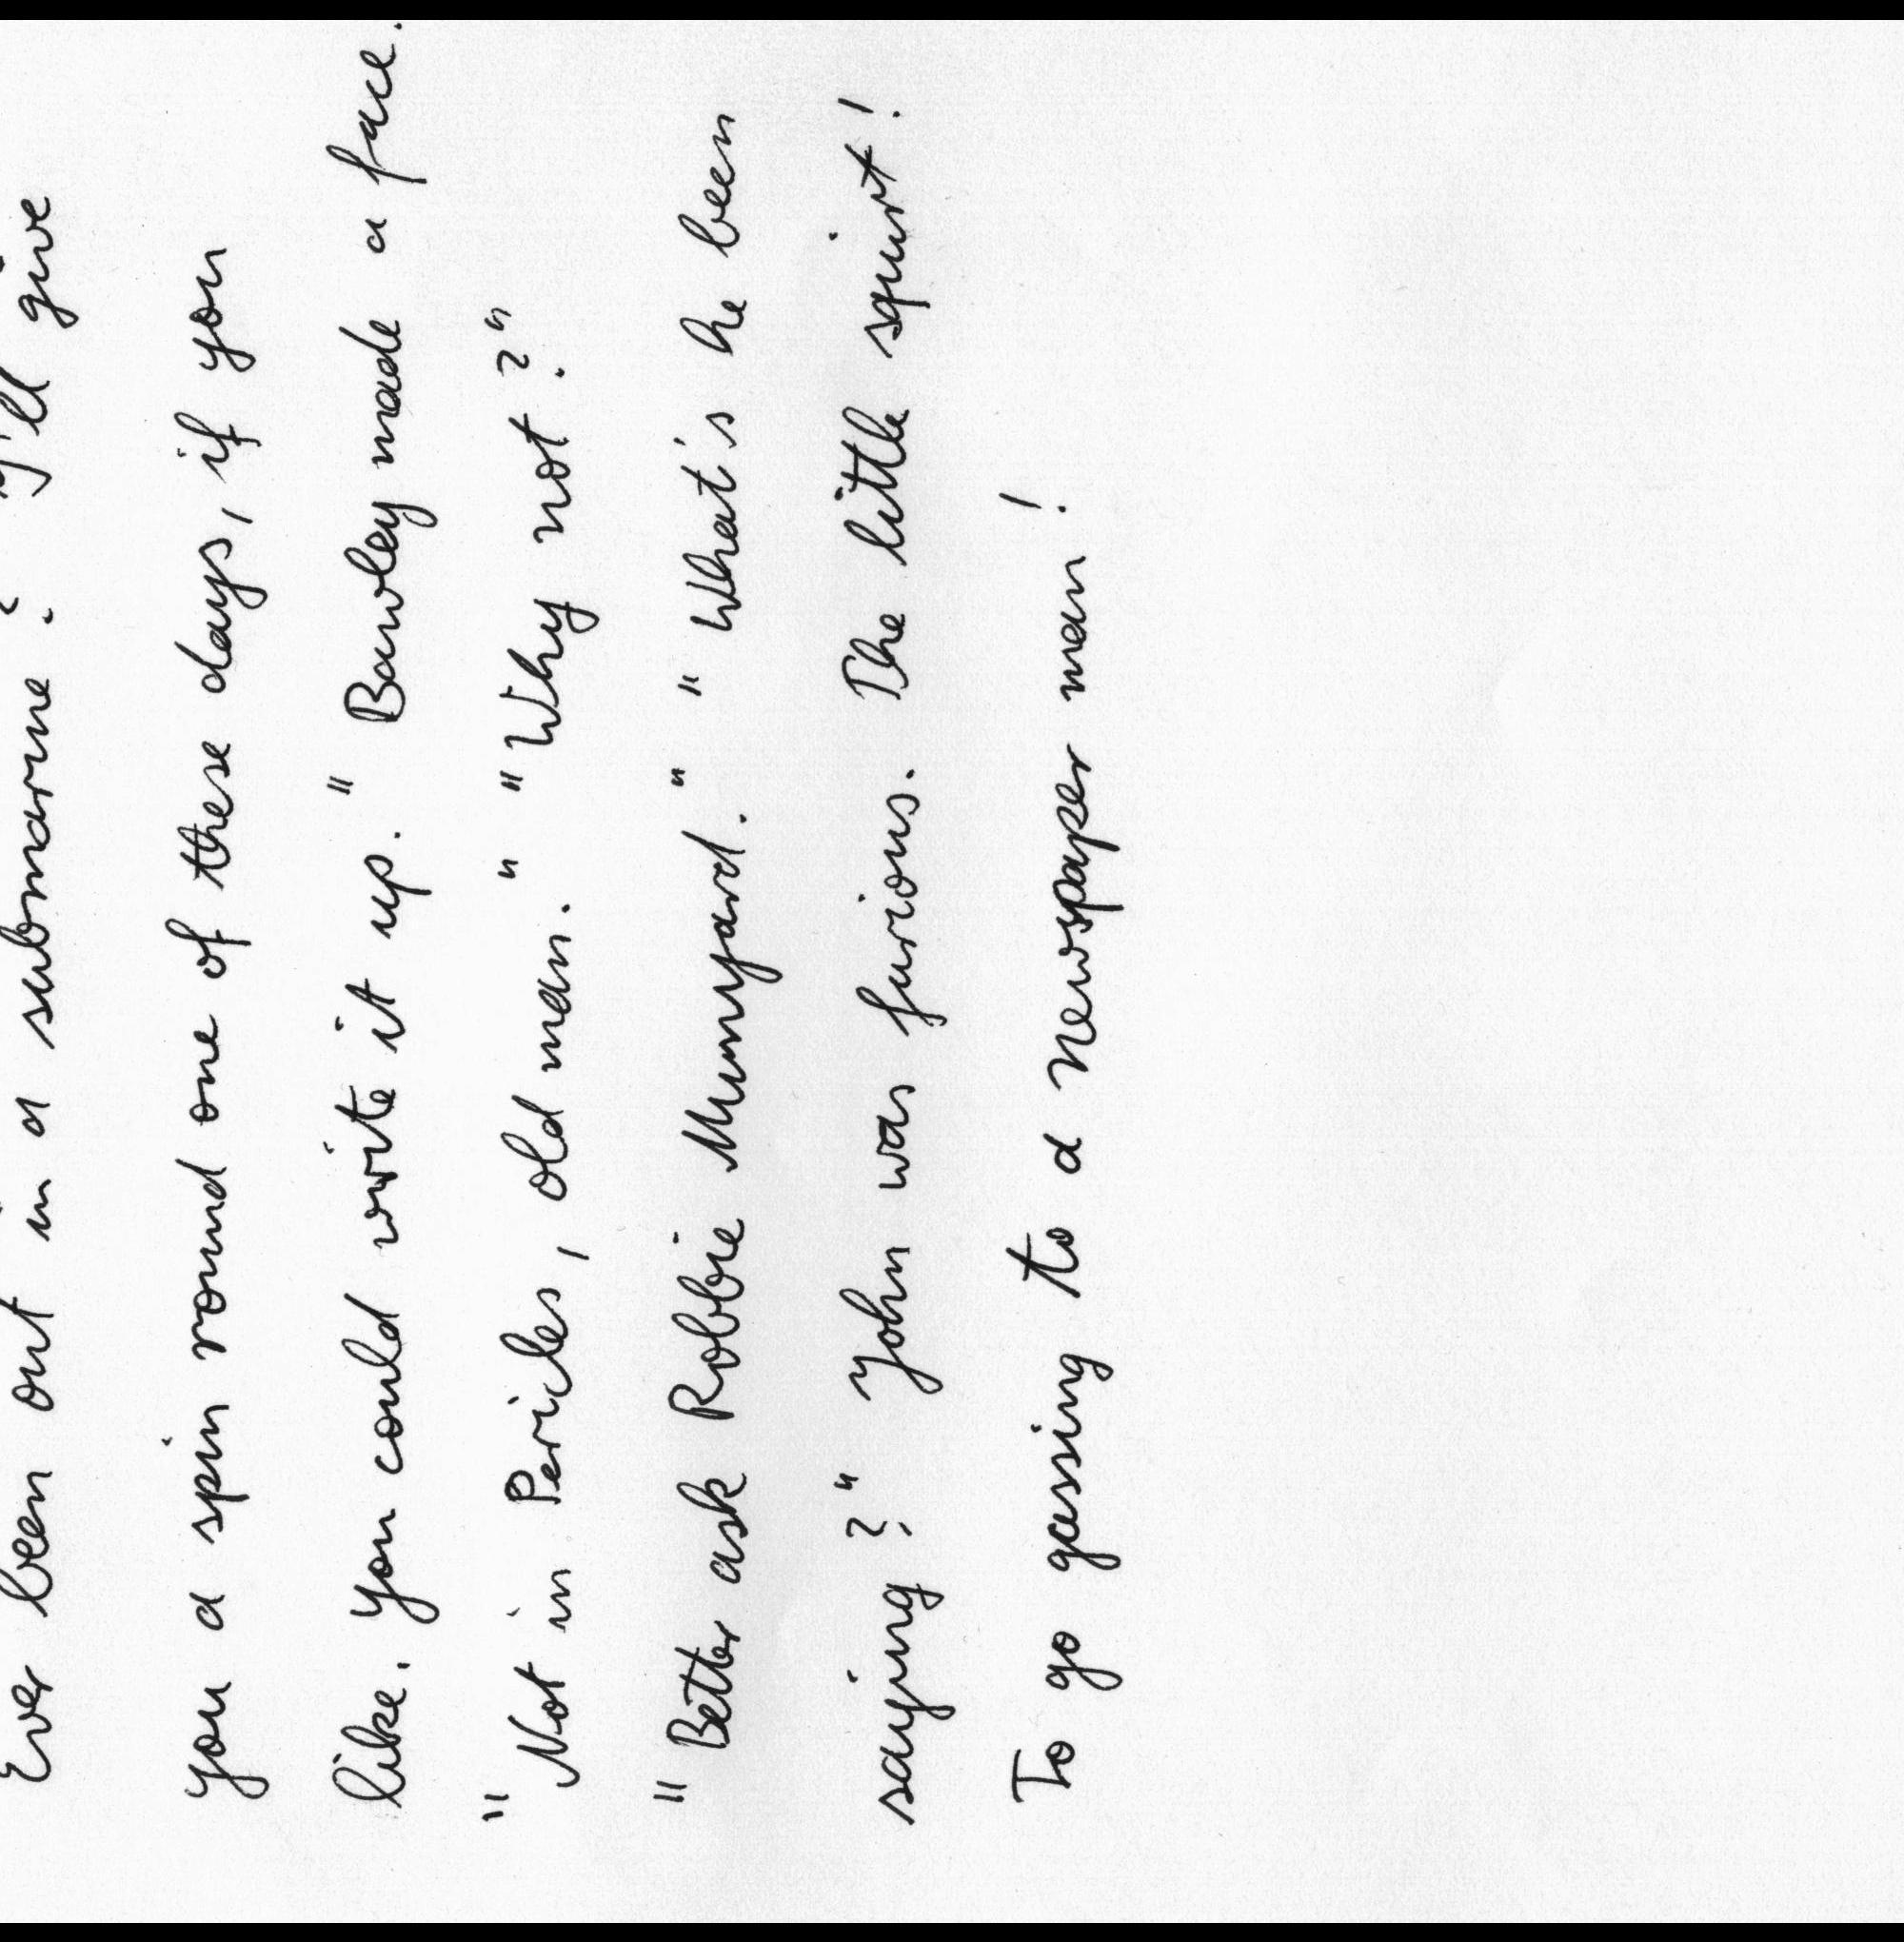 Ever been out in a submarine? I'll give
you a spin round one of these days, if you
like. You could write it up." Bawley made a face.
"Not in Pericles, old man." "Why not?"
"Better ask Robbie Munyard." "What's he been
saying?" John was furious. The little squirt!
To go gassing to a newspaper man!